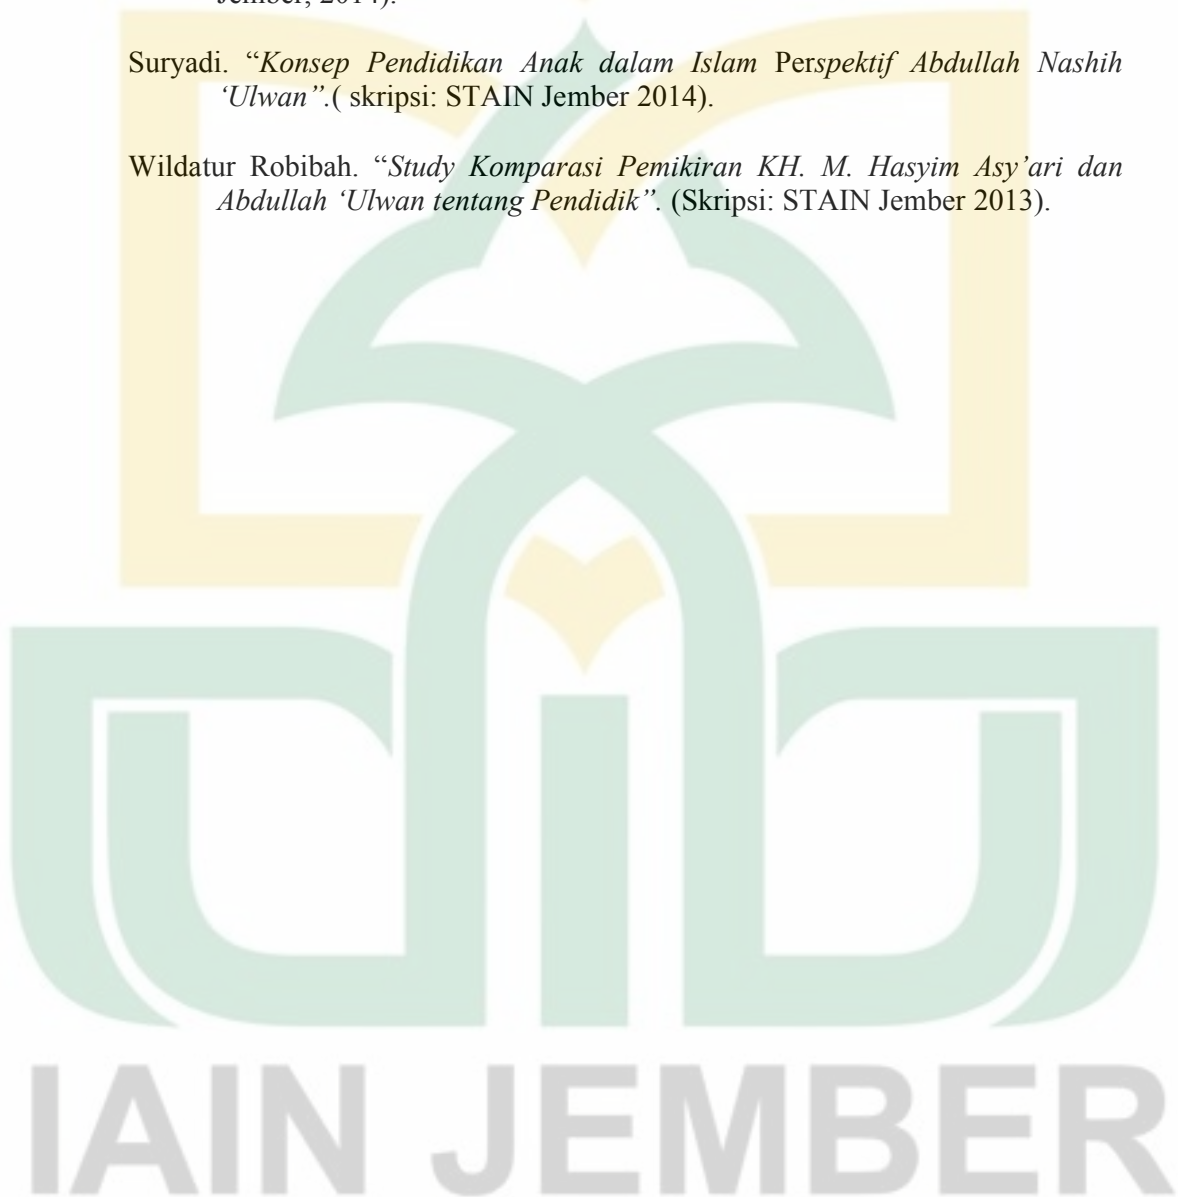 Jember, 2014).
Suryadi. “Konsep Pendidikan Anak dalam Islam Perspektif Abdullah Nashih
‘Ulwan”.( skripsi: STAIN Jember 2014).
Wildatur Robibah. “Study Komparasi Pemikiran KH. M. Hasyim Asy’ari dan
Abdullah ‘Ulwan tentang Pendidik”. (Skripsi: STAIN Jember 2013).
IAIN JEMBER